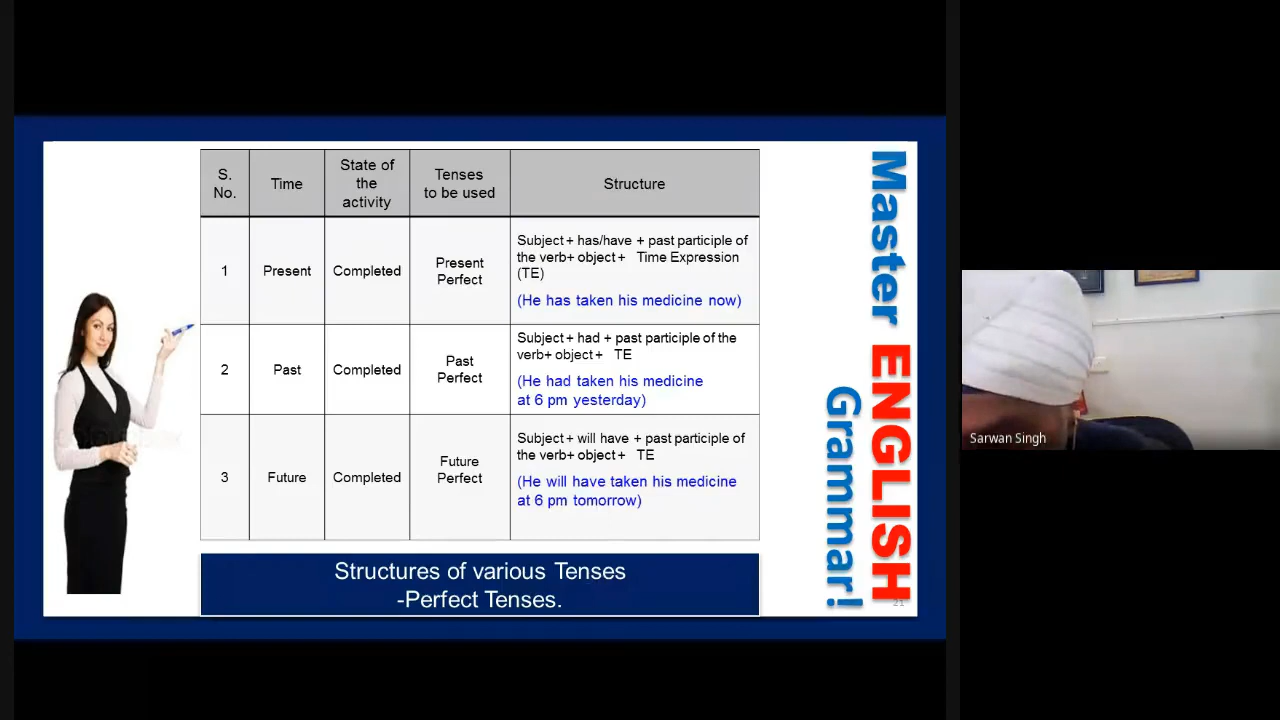 S.
No.
Time
State of
the
activity
Tenses
to be used
Structure
1
Present
Completed
Present
Perfect
Subject + has/have + past participle of
the verb+ object + Time Expression
(TE)
(He has taken his medicine now)
2
Past
Completed
Past
Perfect
Subject + had + past participle of the
verb+ object + TE
(He had taken his medicine
at 6 pm yesterday)
3
Future
Completed
Future
Perfect
Subject + will have + past participle of
the verb+ object + TE
(He will have taken his medicine
at 6 pm tomorrow)
Structures of various Tenses
-Perfect Tenses.
Master ENGLISH
Grammar!
21
Sarwan Singh